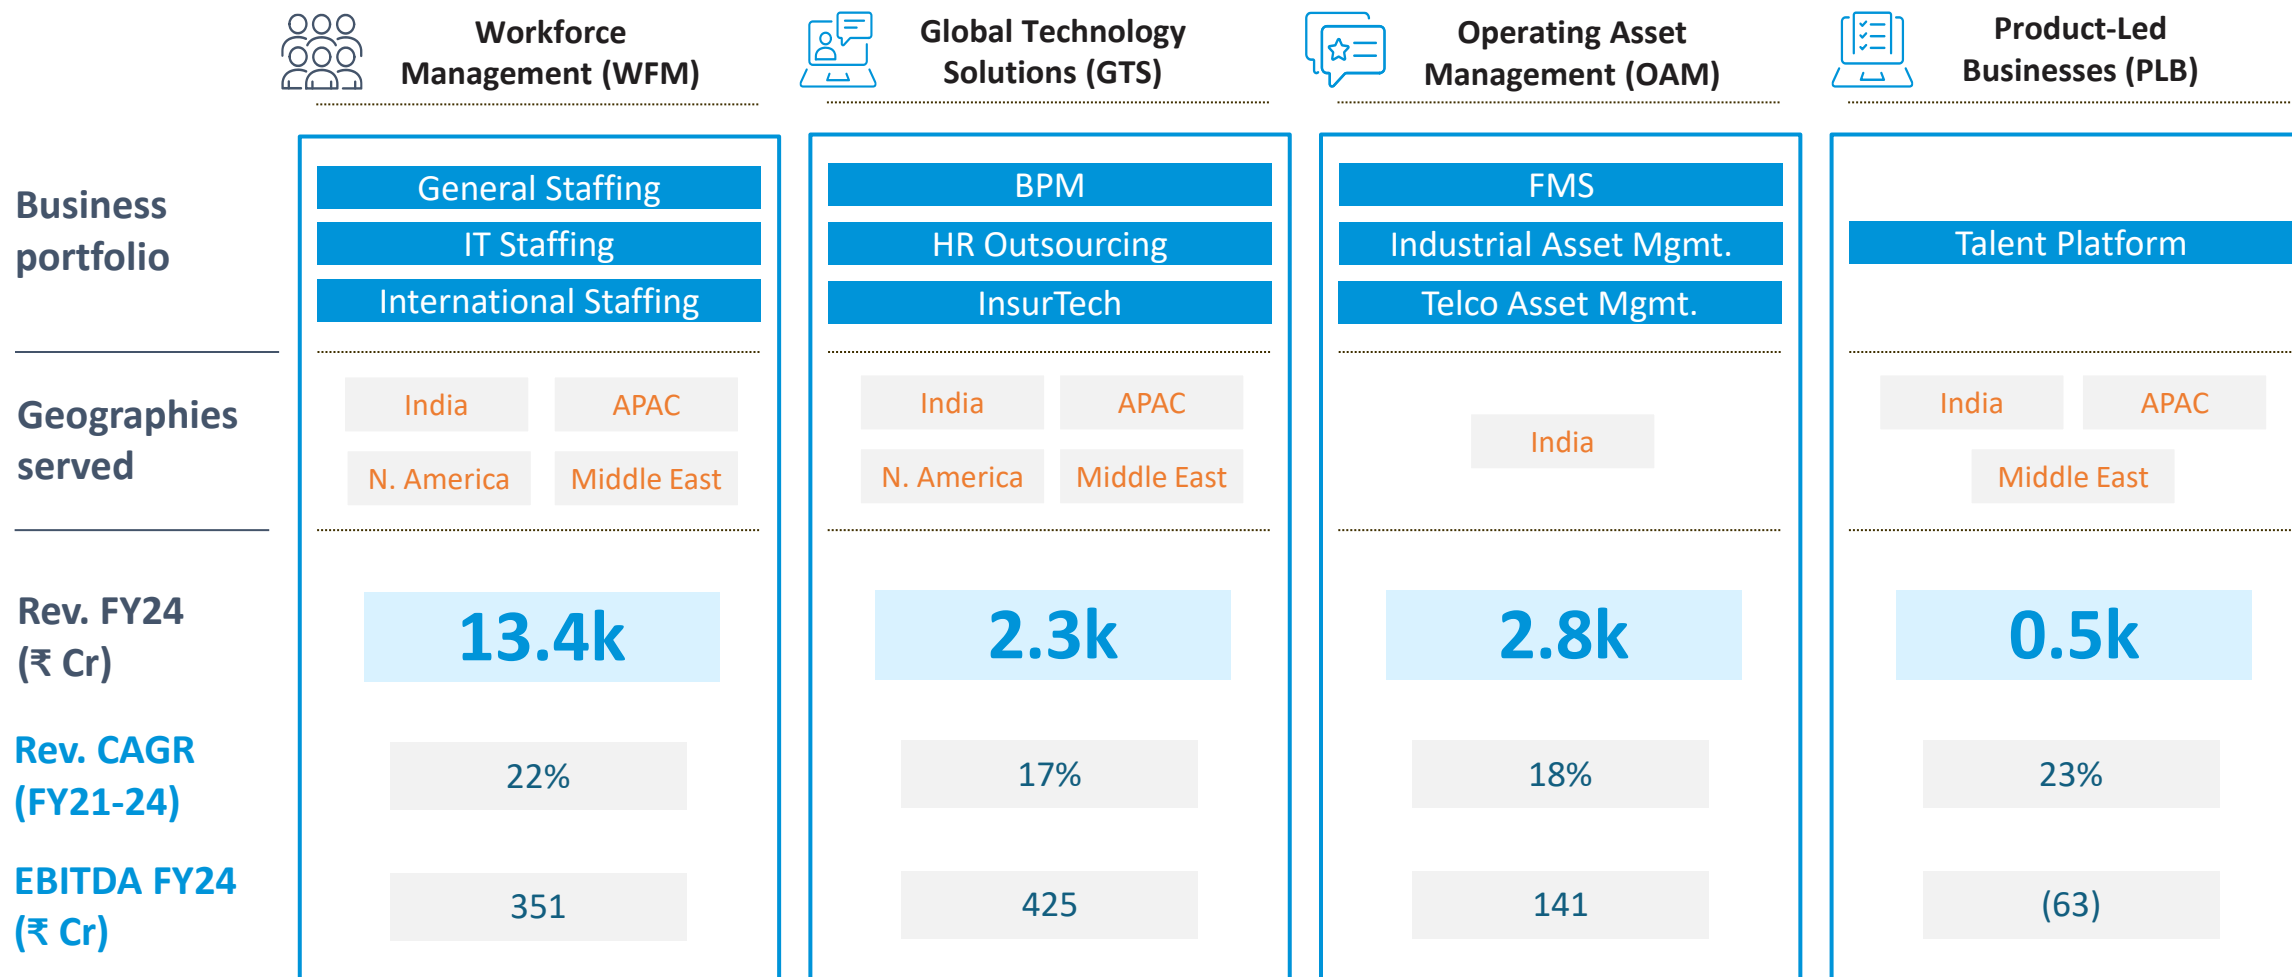 Workforce
Management (WFM)
Global Technology
Solutions (GTS)
Operating Asset
Management (OAM)
Product-Led
Businesses (PLB)
Business
portfolio
General Staffing
IT Staffing
International Staffing
BPM
HR Outsourcing
InsurTech
FMS
Industrial Asset Mgmt.
Telco Asset Mgmt.
Talent Platform
Geographies
served
India
APAC
N. America
Middle East
India
APAC
N. America
Middle East
India
India
APAC
Middle East
Rev. FY24
(₹ Cr)
13.4k
2.3k
2.8k
0.5k
Rev. CAGR
(FY21-24)
22%
17%
18%
23%
EBITDA FY24
(₹ Cr)
351
425
141
(63)